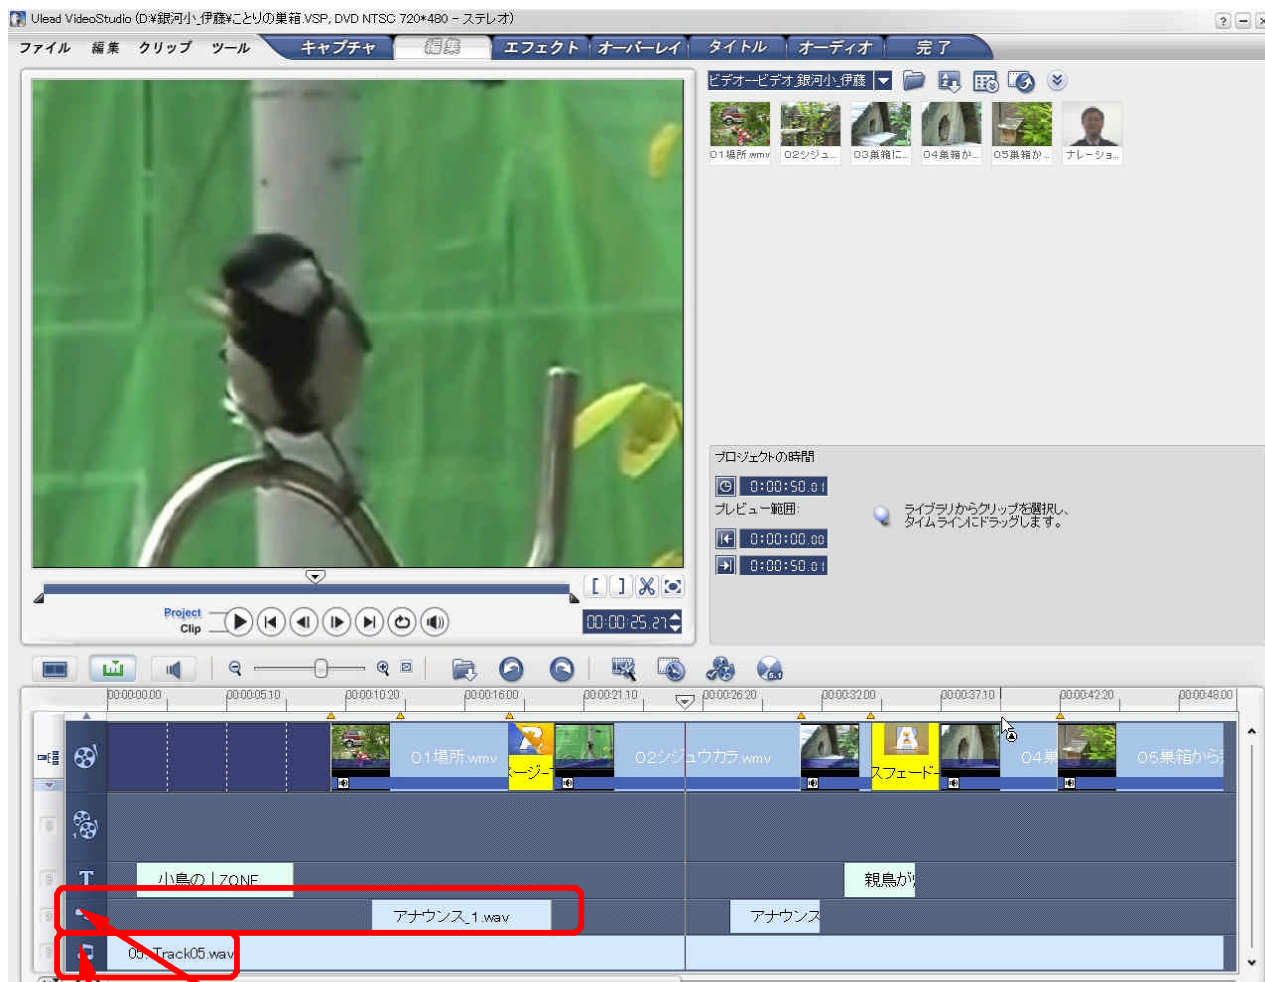 Ulead VideoStudio (D:¥銀河小_伊藤¥ことりの巣箱.VSP, DVD NTSC 720*480 - ステレオ)
ファイル 編集 クリップ ツール キャプチャ 編集 エフェクト オーバーレイ タイトル オーディオ 完了
ビデオ--ビデオ_銀河小_伊藤
01場所.wmv 02シジュ... 03巣箱に... 04巣箱か... 05巣箱か... ナレーショ...
プロジェクトの時間
0:00:50.01
プレビュー範囲:
0:00:00.00
0:00:50.01
ライブラリからクリップを選択し、
タイムラインにドラッグします。
Project
Clip
00:00:25.27
00:00:00:00 00:00:05:10 00:00:10:20 00:00:16:00 00:00:21:10 00:00:26:20 00:00:32:00 00:00:37:10 00:00:42:20 00:00:48:00
01場所.wmv 02シジュウカラ.wmv スフェード- 04巣 05巣箱から
T 小鳥の ZONE 親鳥が
アナウンス_1.wav アナウンス
05. Track05.wav